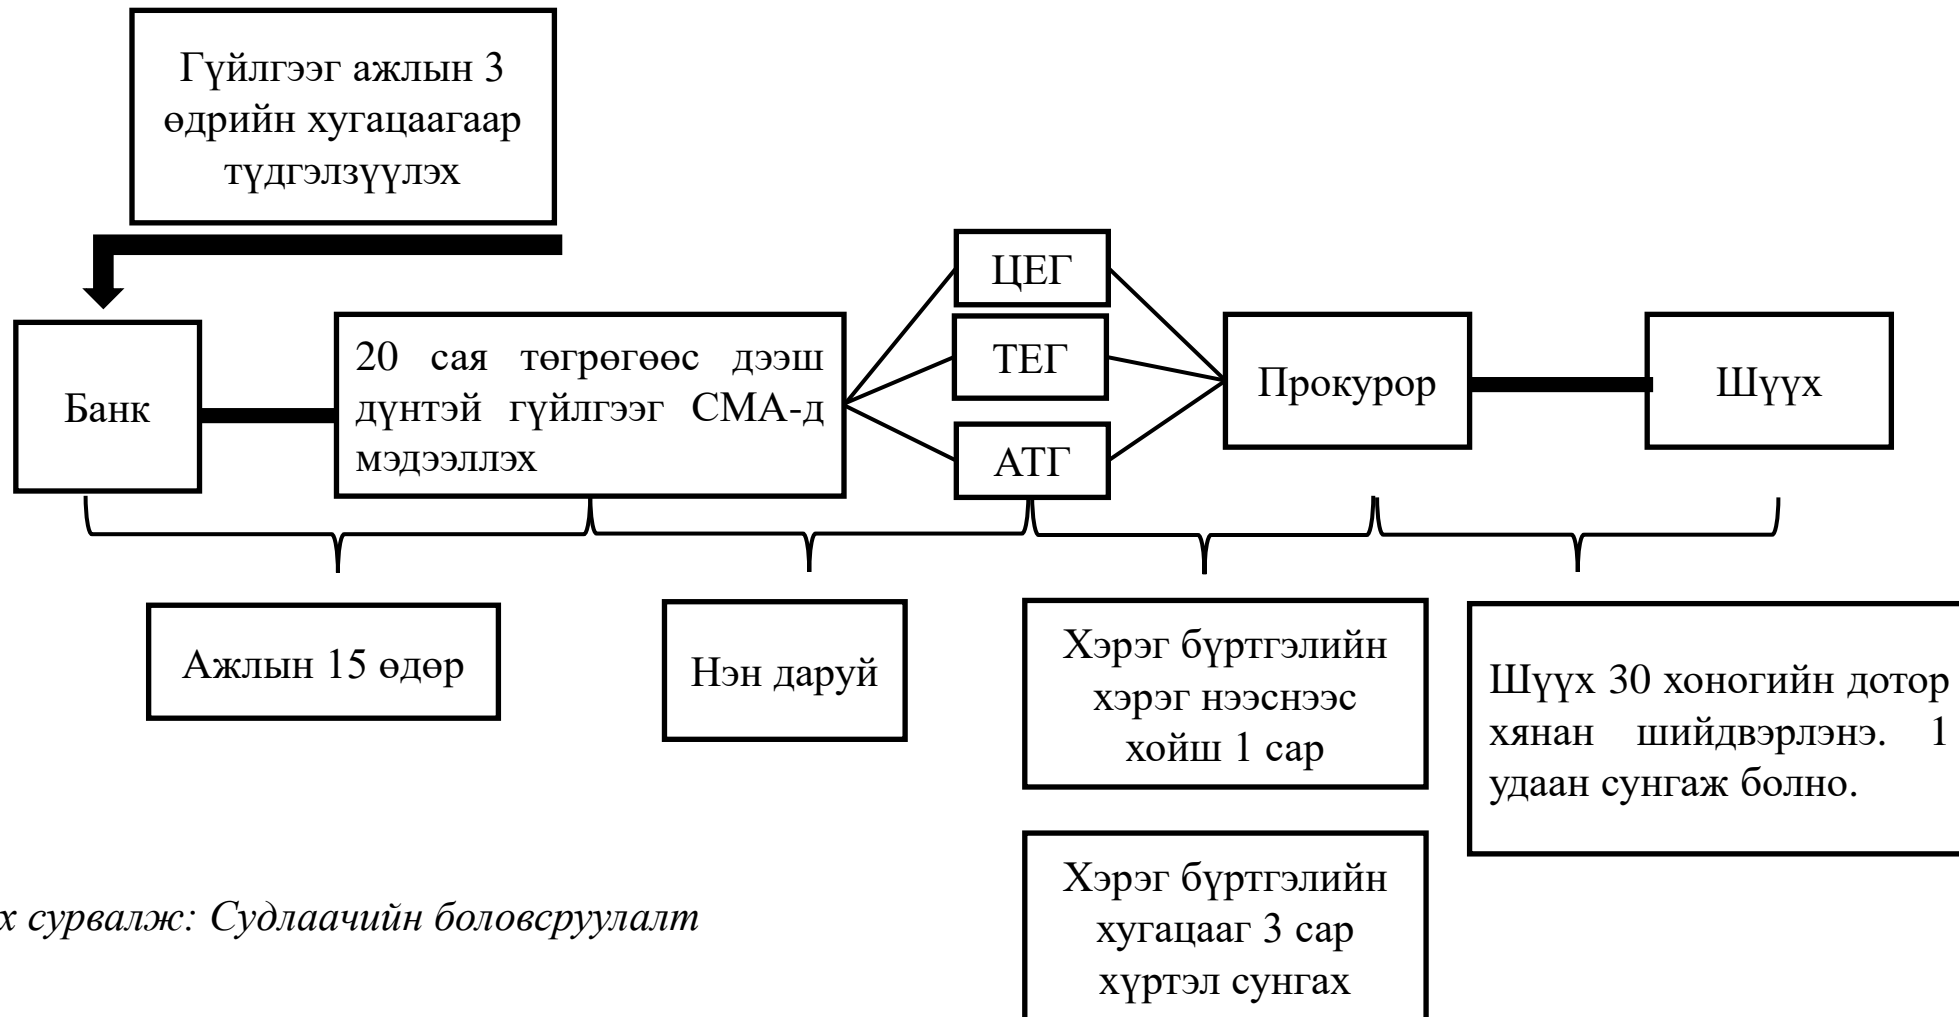 Гүйлгээг ажлын 3
өдрийн хугацаагаар
түдгэлзүүлэх
Банк
20 сая төгрөгөөс дээш
дүнтэй гүйлгээг СМА-д
мэдээллэх
ЦЕГ
ТЕГ
АТГ
Прокурор
Шүүх
Ажлын 15 өдөр
Нэн даруй
Хэрэг бүртгэлийн
хэрэг нээснээс
хойш 1 сар
Шүүх 30 хоногийн дотор
хянан шийдвэрлэнэ. 1
удаан сунгаж болно.
Хэрэг бүртгэлийн
хугацааг 3 сар
хүртэл сунгах
х сурвалж: Судлаачийн боловсруулалт